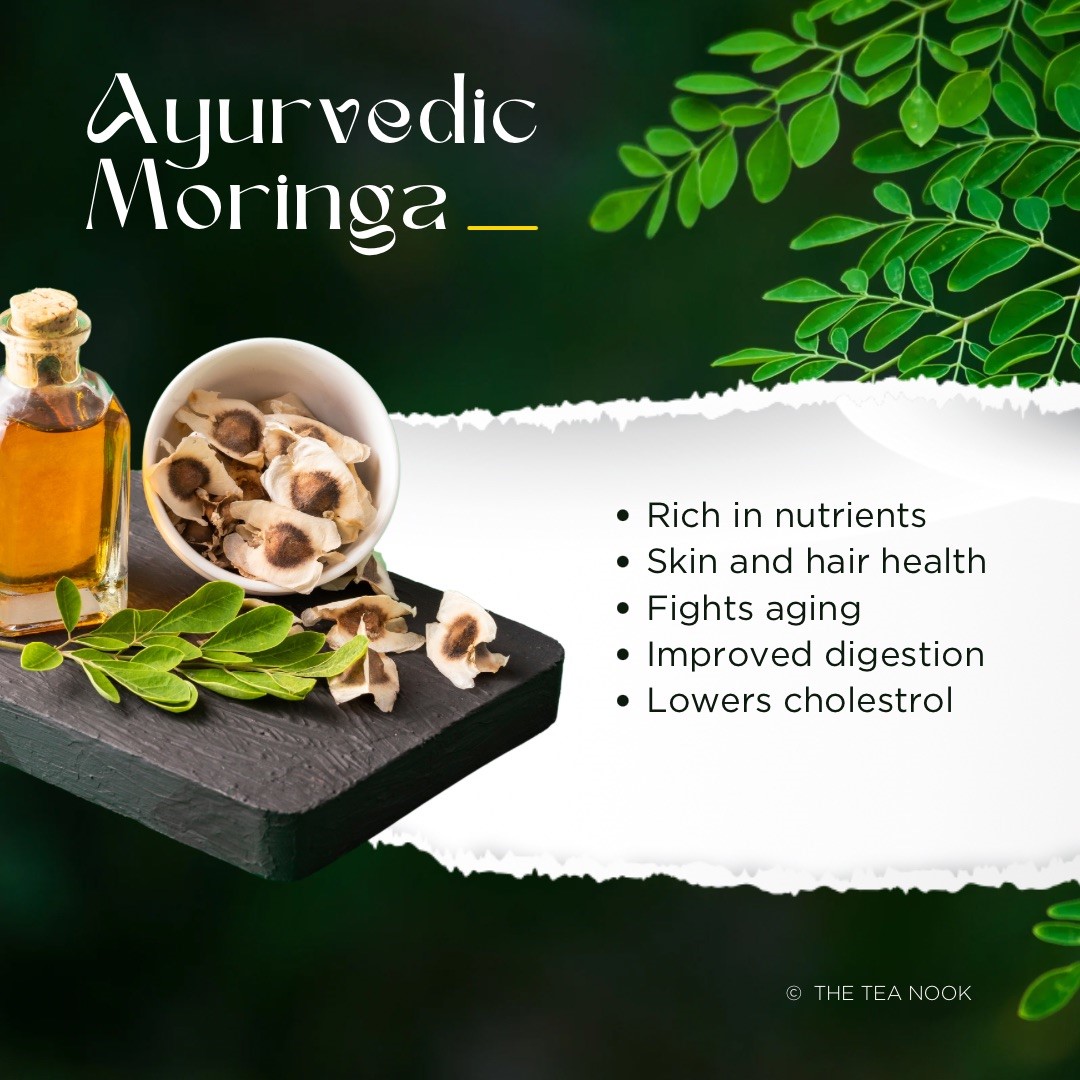 Ayurvedic
Moringa
• Rich in nutrients
• Skin and hair health
• Fights aging
• Improved digestion
• Lowers cholestrol
© THE TEA NOOK